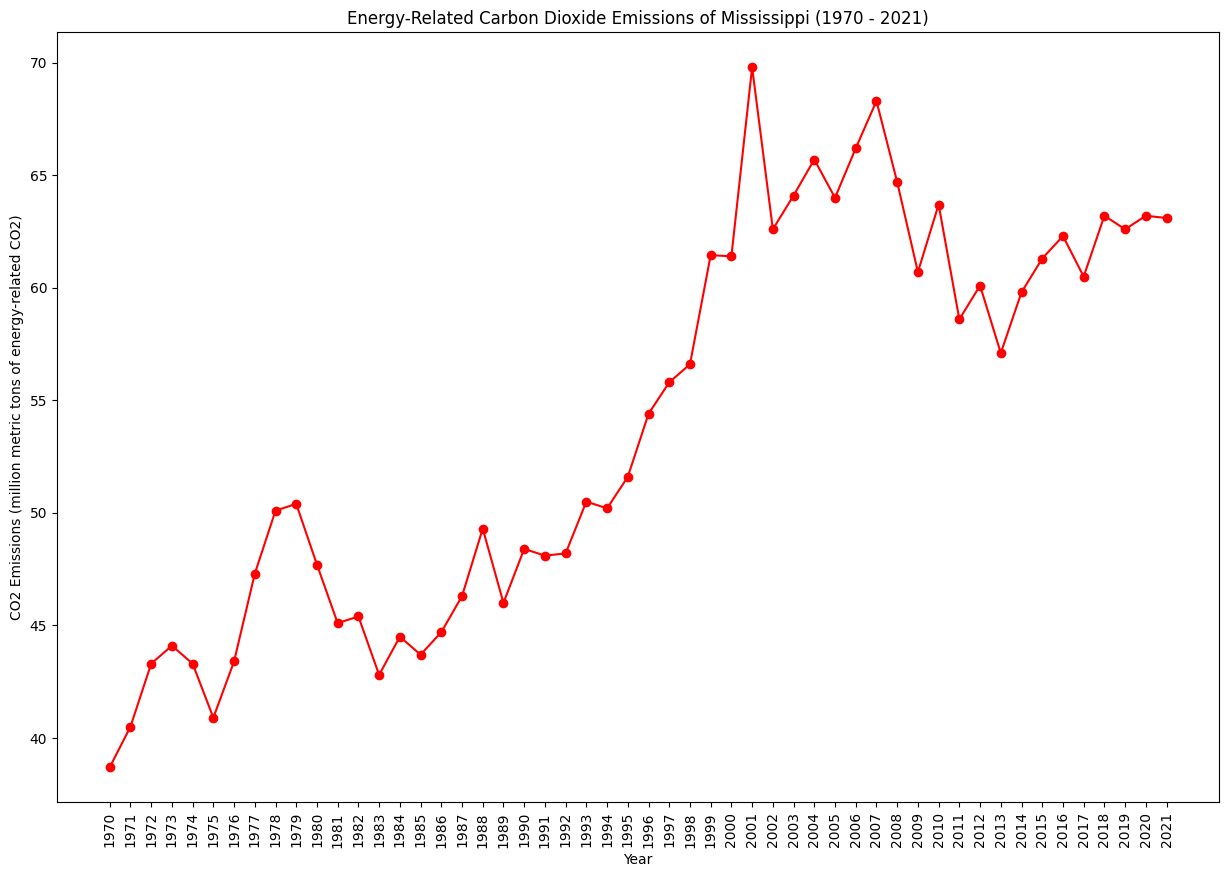 Energy-Related Carbon Dioxide Emissions of Mississippi (1970 - 2021)
CO2 Emissions (million metric tons of energy-related CO2)
70
65
60
55
50
45
40
1970 1971 1972 1973 1974 1975 1976 1977 1978 1979 1980 1981 1982 1983 1984 1985 1986 1987 1988 1989 1990 1991 1992 1993 1994 1995 1996 1997 1998 1999 2000 2001 2002 2003 2004 2005 2006 2007 2008 2009 2010 2011 2012 2013 2014 2015 2016 2017 2018 2019 2020 2021
Year